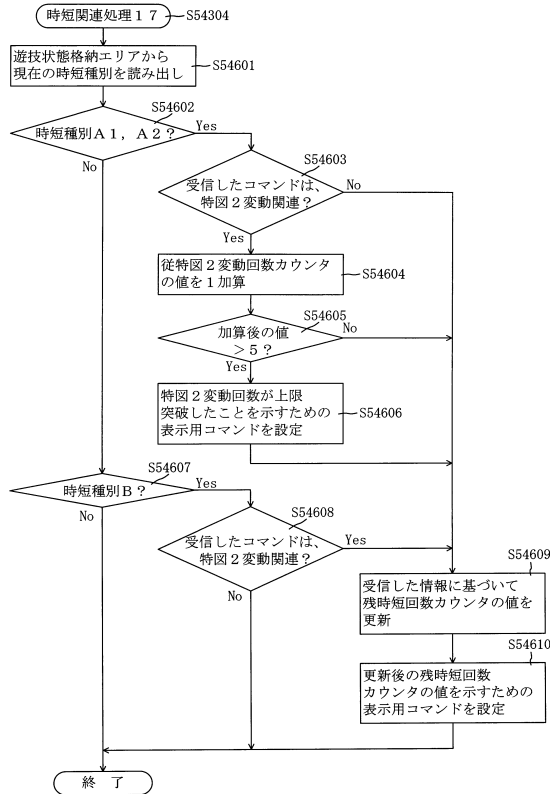 時短関連処理１７
S54304
遊技状態格納エリアから
現在の時短種別を読み出し
S54601
S54602
時短種別Ａ１，Ａ２？
Yes
No
S54603
受信したコマンドは、
特図２変動関連？
No
Yes
従特図２変動回数カウンタ
の値を１加算
S54604
S54605
加算後の値
＞５？
No
Yes
特図２変動回数が上限
突破したことを示すための
表示用コマンドを設定
S54606
S54607
時短種別Ｂ？
Yes
No
S54608
受信したコマンドは、
特図２変動関連？
Yes
No
S54609
受信した情報に基づいて
残時短回数カウンタの値を
更新
S54610
更新後の残時短回数
カウンタの値を示すための
表示用コマンドを設定
終　了